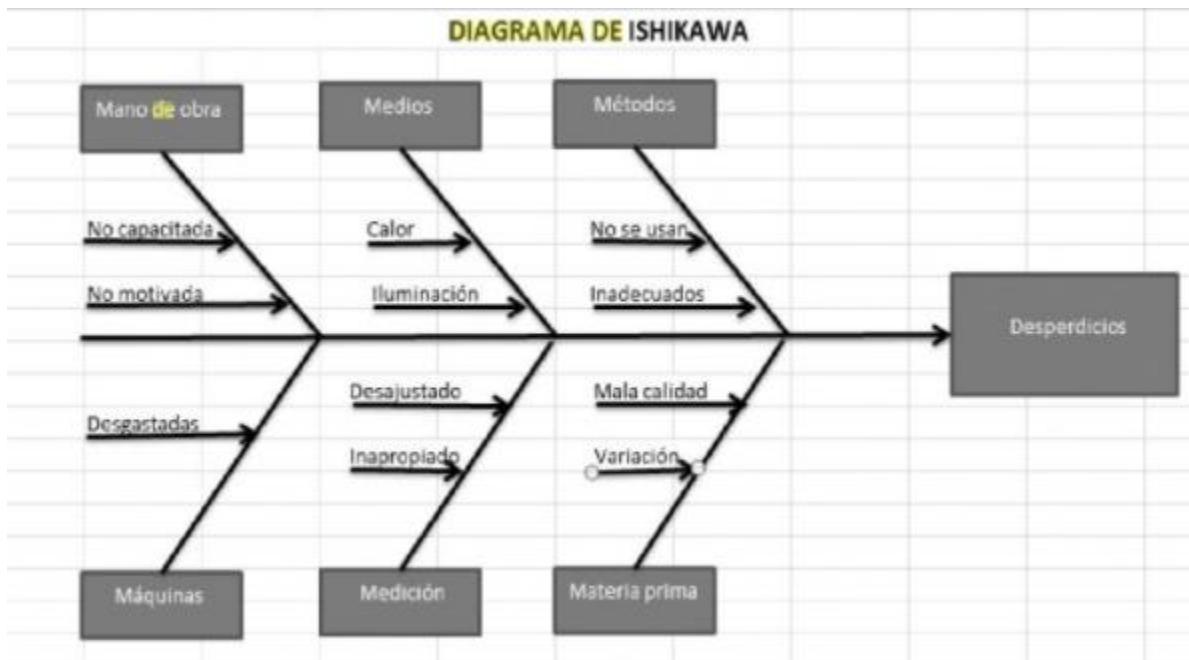 DIAGRAMA DE ISHIKAWA
Mano de obra
Medios
Métodos
No capacitada
Calor
No se usan
No motivada
Iluminación
Inadecuados
Desperdicios
Desajustado
Mala calidad
Desgastadas
Inapropiado
Variación
Máquinas
Medición
Materia prima